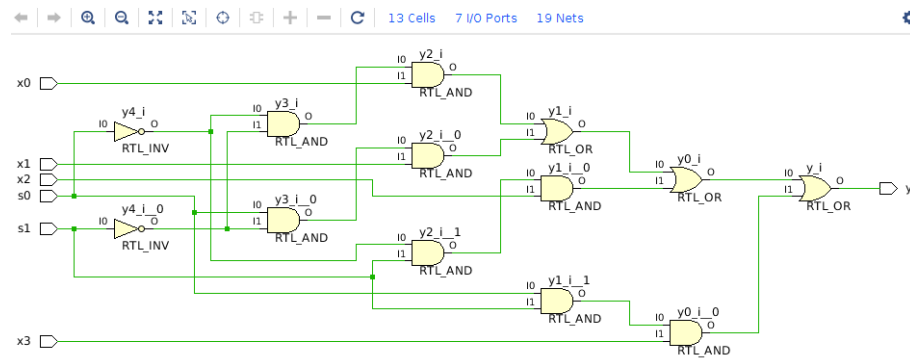 13 Cells 7 I/O Ports 19 Nets
y2_i
x0 I0 O
I1
RTL_AND
y3_i
y4_i I0 O y1_i
I0 O I1 I0 O
RTL_INV RTL_AND y2_i__0 I1
I0 O RTL_OR
x1 I1 y0_i
x2 RTL_AND y1_i__0 I0 O y_i
s0 y3_i__0 I0 O I1 I0 O y
y4_i__0 I0 O I1 RTL_OR I1
s1 I0 O I1 RTL_AND RTL_OR
RTL_INV RTL_AND y2_i__1
I0 O
I1
RTL_AND y1_i__1
I0 O
I1 y0_i__0
RTL_AND I0 O
x3 I1
RTL_AND